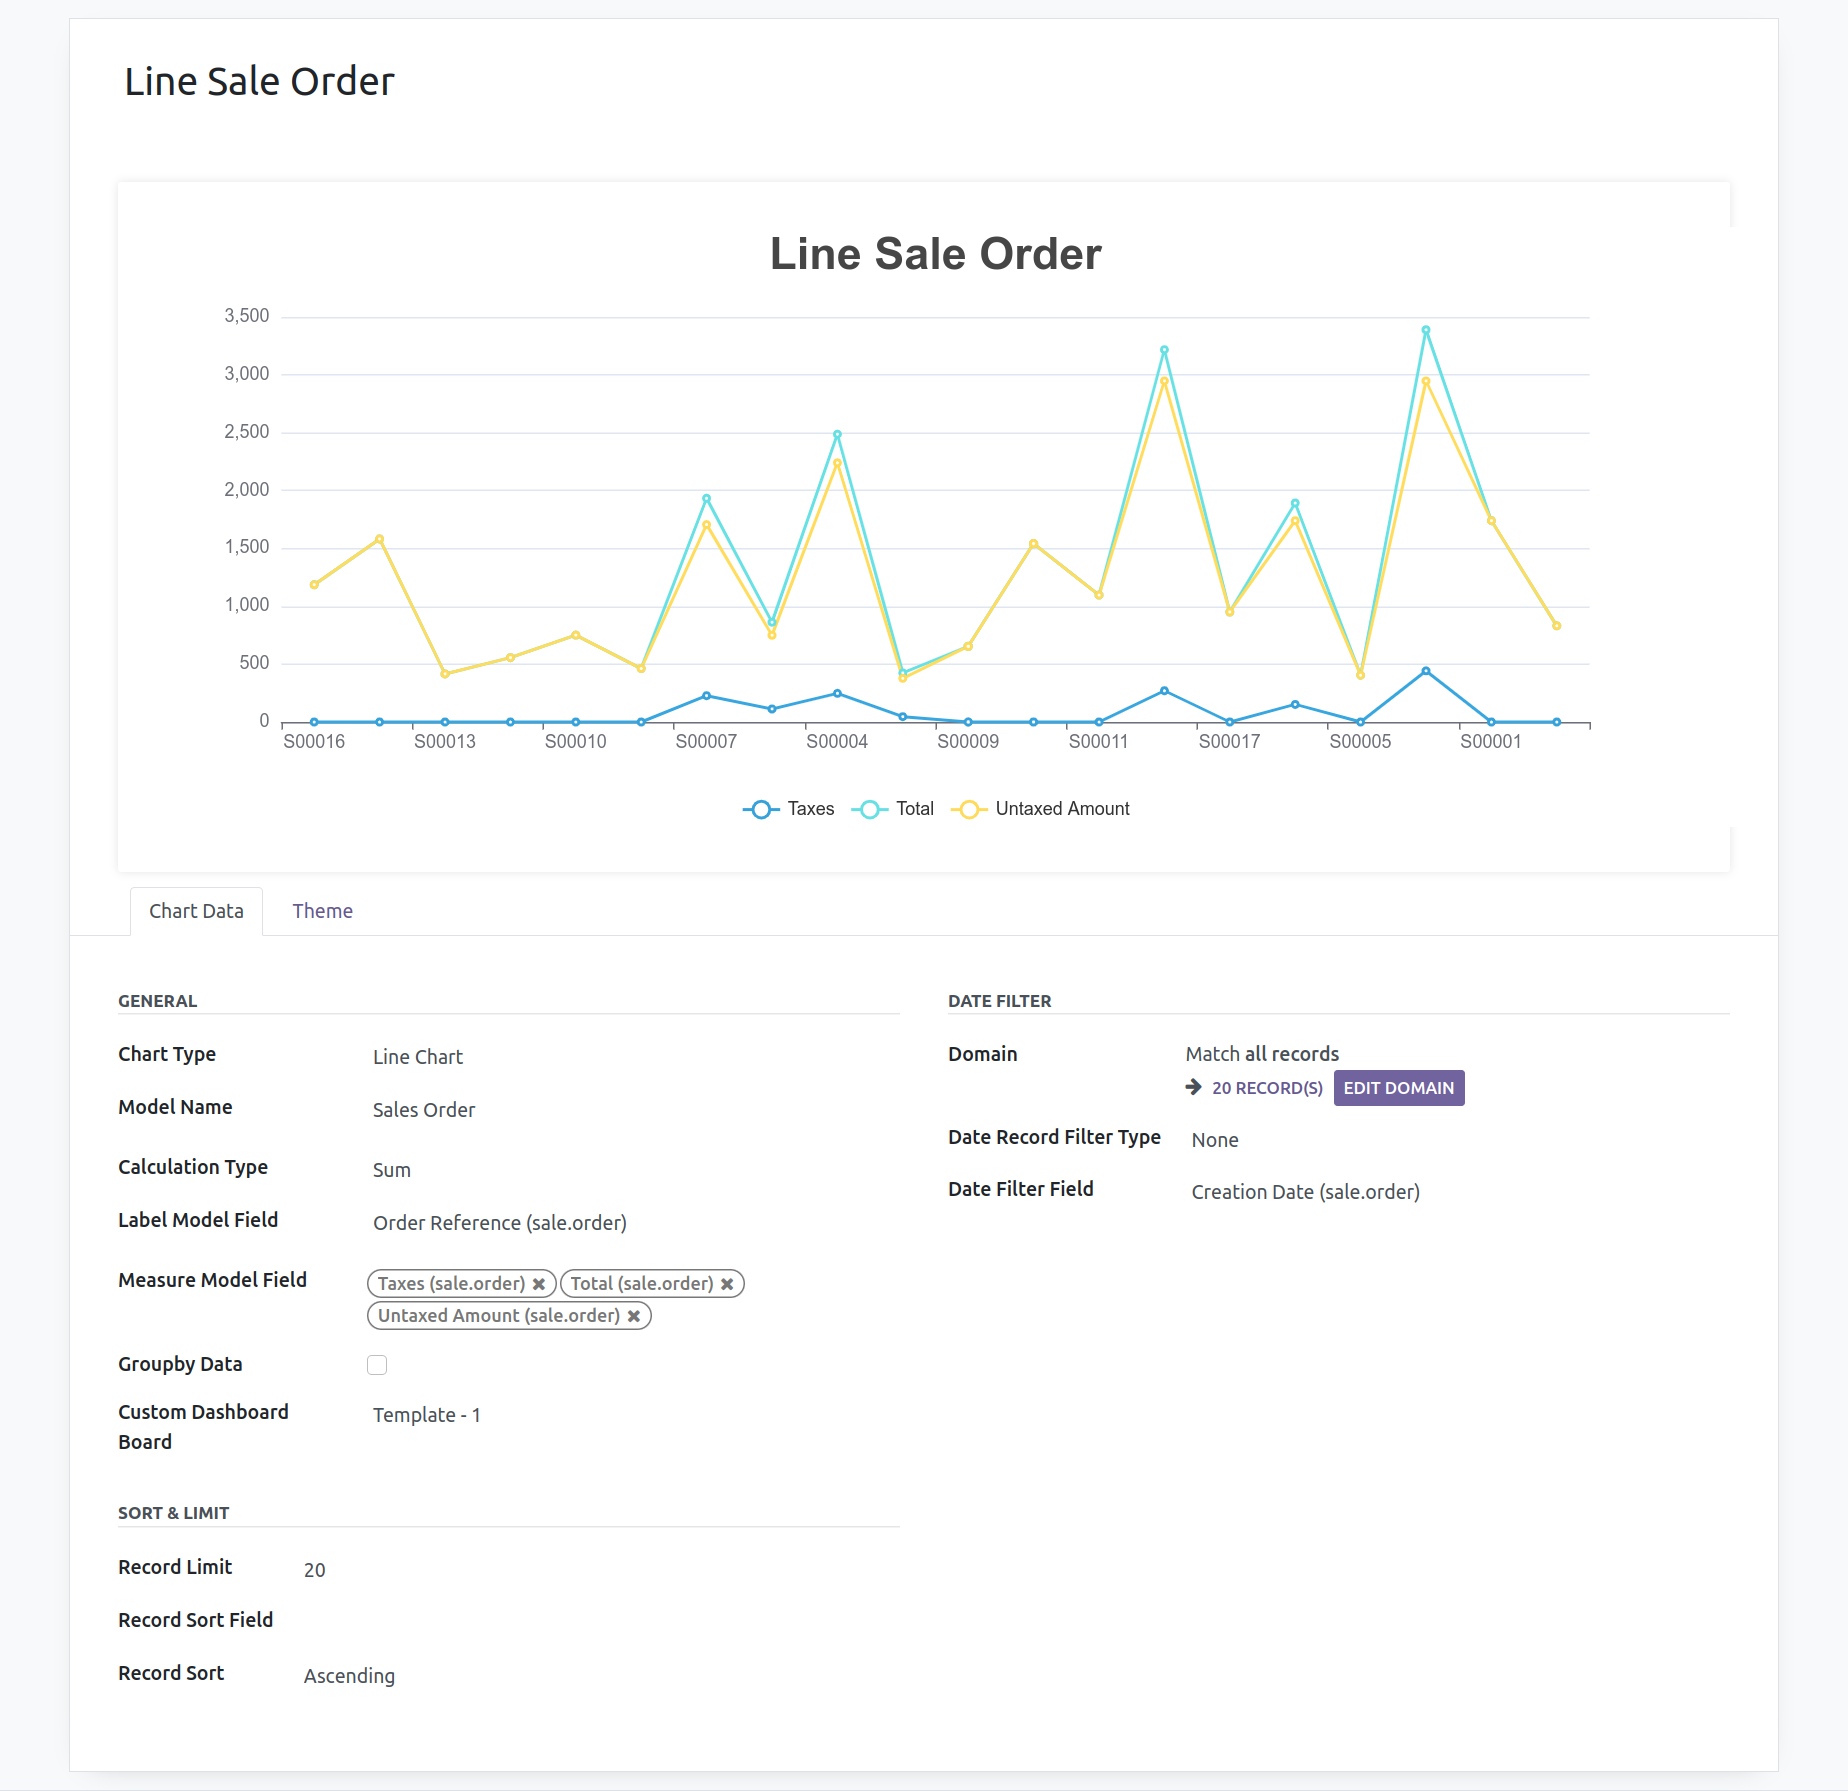 Line Sale Order
Line Sale Order
3,500
3,000
2,500
2,000
1,500
1,000
500
0
S00016 S00013 S00010 S00007 S00004 S00009 S00011 S00017 S00005 S00001
Taxes Total Untaxed Amount
Chart Data Theme
GENERAL
Chart Type Line Chart
Model Name Sales Order
Calculation Type Sum
Label Model Field Order Reference (sale.order)
Measure Model Field Taxes (sale.order) ✖ Total (sale.order) ✖
Untaxed Amount (sale.order) ✖
Groupby Data
Custom Dashboard Template - 1
Board
DATE FILTER
Domain Match all records
➔ 20 RECORD(S) EDIT DOMAIN
Date Record Filter Type None
Date Filter Field Creation Date (sale.order)
SORT & LIMIT
Record Limit 20
Record Sort Field
Record Sort Ascending